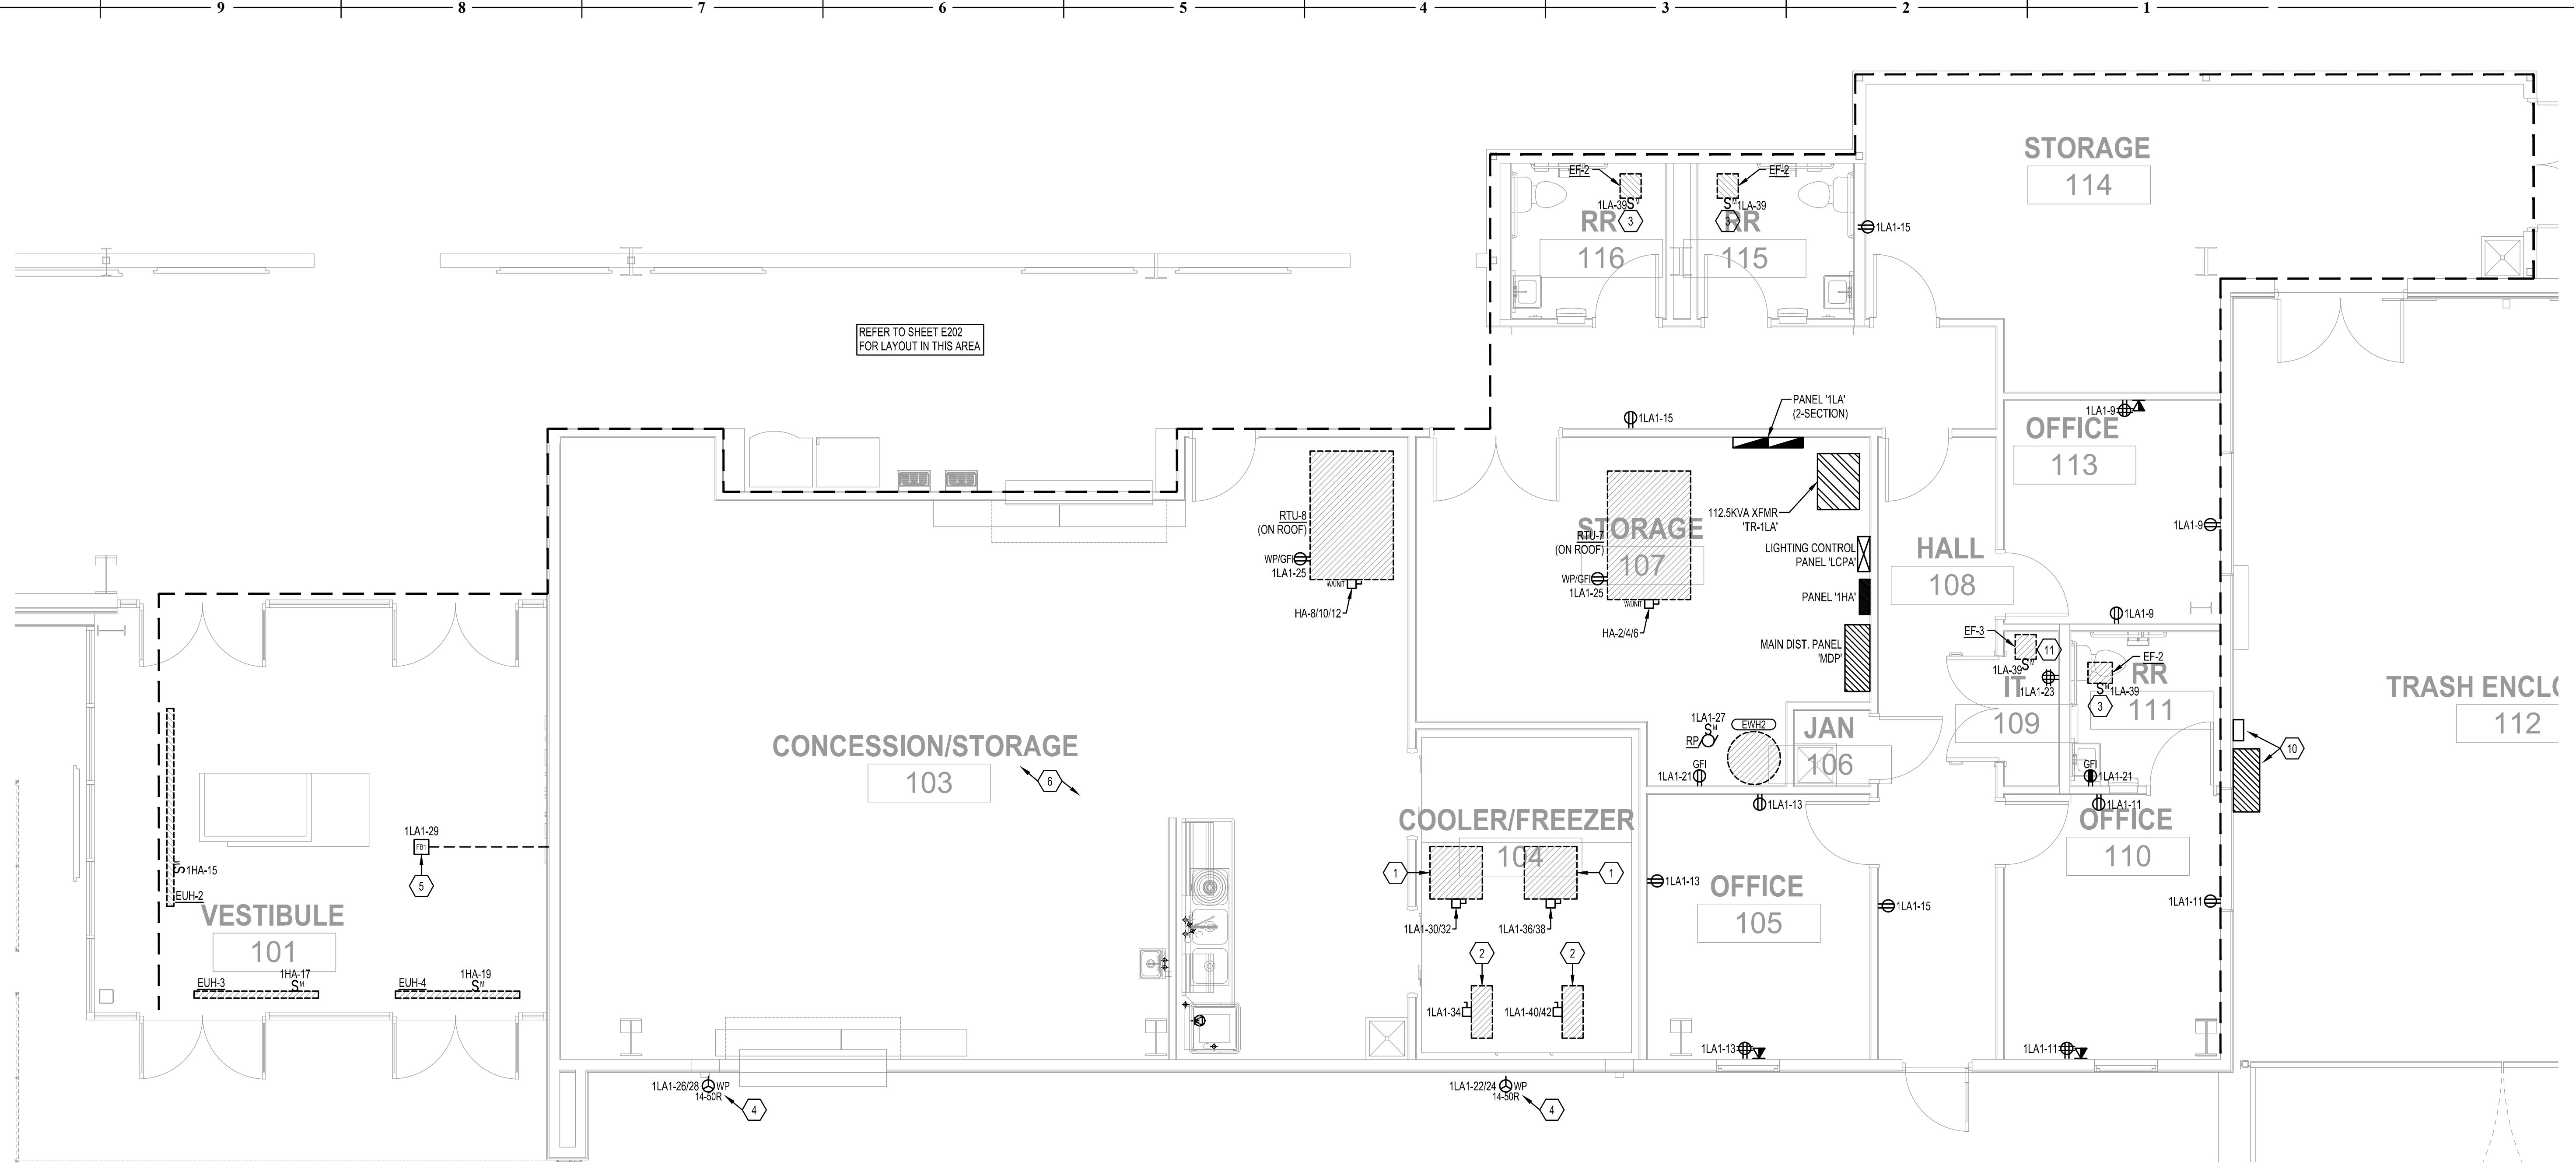 9 8 7 6 5 4 3 2 1
STORAGE
114
EF-2
EF-2
1LA-39 S^M
S^M 1LA-39
3
3
RR
116
RR
115
1LA1-15
REFER TO SHEET E202
FOR LAYOUT IN THIS AREA
PANEL '1LA'
(2-SECTION)
1LA1-15
1LA1-9
OFFICE
113
RTU-8
(ON ROOF)
WP/GFI
1LA1-25
W/UNIT
HA-8/10/12
STORAGE
107
RTU-7
(ON ROOF)
WP/GFI
1LA1-25
W/UNIT
HA-2/4/6
112.5KVA XFMR
'TR-1LA'
LIGHTING CONTROL
PANEL 'LCPA'
PANEL '1HA'
MAIN DIST. PANEL
'MDP'
HALL
108
1LA1-9
1LA1-9
EF-3
11
1LA-39 S^M
1LA1-23
IT
109
EF-2
S^M 1LA-39
3
RR
111
TRASH ENCLO
112
10
1LA1-27
S^M
RP
EWH2
GFI
1LA1-21
JAN
106
GFI
1LA1-21
CONCESSION/STORAGE
103
6
1LA1-13
1LA1-11
COOLER/FREEZER
104
1
1
1LA1-30/32
1LA1-36/38
2
2
1LA1-34
1LA1-40/42
1LA1-13
OFFICE
105
1LA1-15
OFFICE
110
1LA1-11
1LA1-29
FB1
5
S^M 1HA-15
EUH-2
VESTIBULE
101
EUH-3
1HA-17
S^M
EUH-4
1HA-19
S^M
1LA1-13
1LA1-11
1LA1-26/28 WP
14-50R
4
1LA1-22/24 WP
14-50R
4